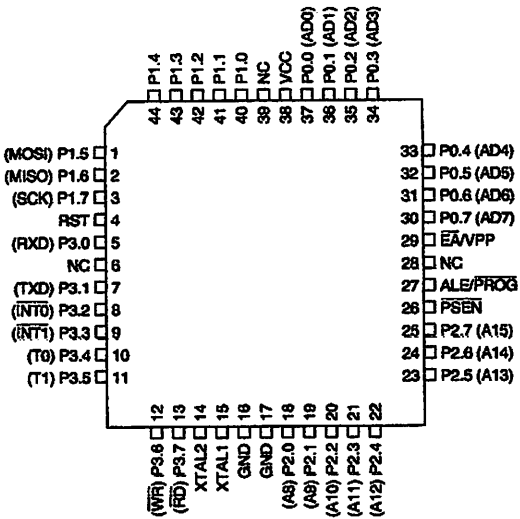 P1.4
P1.3
P1.2
P1.1
P1.0
NC
VCC
P0.0 (AD0)
P0.1 (AD1)
P0.2 (AD2)
P0.3 (AD3)
44
43
42
41
40
39
38
37
36
35
34
(MOSI) P1.5 1
(MISO) P1.6 2
(SCK) P1.7 3
RST 4
(RXD) P3.0 5
NC 6
(TXD) P3.1 7
(INT0) P3.2 8
(INT1) P3.3 9
(T0) P3.4 10
(T1) P3.5 11
33 P0.4 (AD4)
32 P0.5 (AD5)
31 P0.6 (AD6)
30 P0.7 (AD7)
29 EA/VPP
28 NC
27 ALE/PROG
26 PSEN
25 P2.7 (A15)
24 P2.6 (A14)
23 P2.5 (A13)
12
13
14
15
16
17
18
19
20
21
22
(WR) P3.6
(RD) P3.7
XTAL2
XTAL1
GND
GND
(A8) P2.0
(A9) P2.1
(A10) P2.2
(A11) P2.3
(A12) P2.4